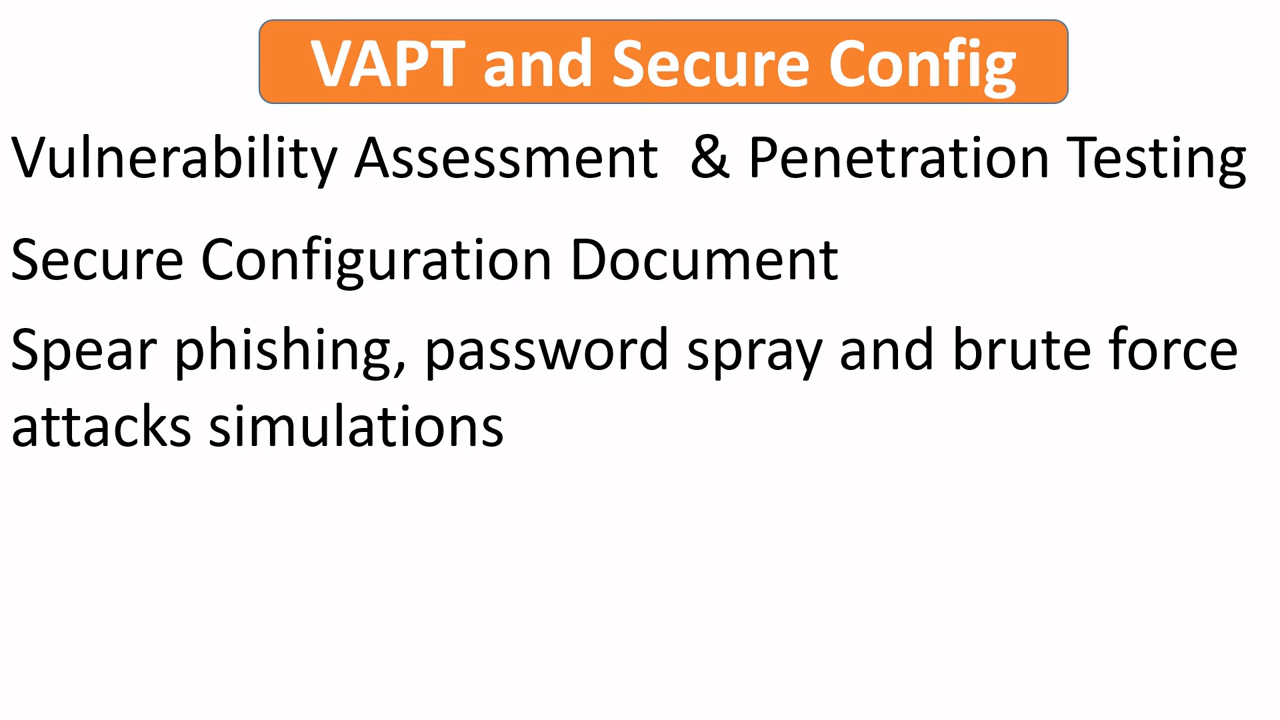 VAPT and Secure Config
Vulnerability Assessment & Penetration Testing
Secure Configuration Document
Spear phishing, password spray and brute force
attacks simulations